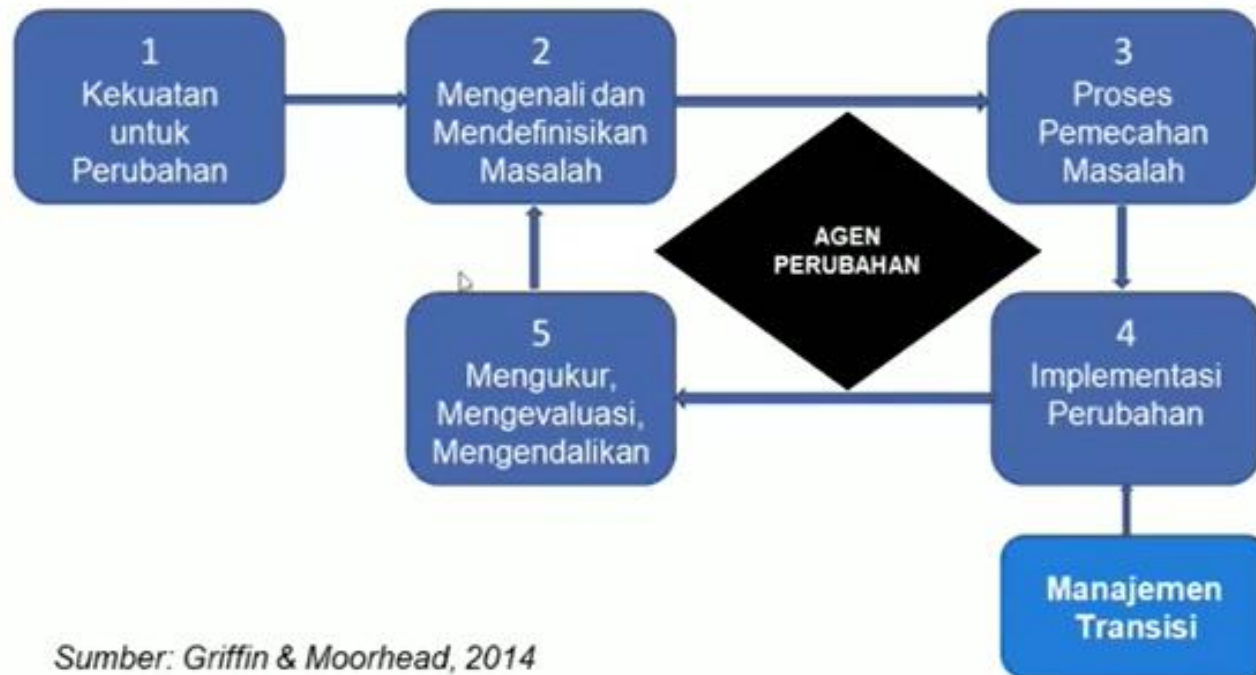 1
Kekuatan
untuk
Perubahan
2
Mengenali dan
Mendefinisikan
Masalah
3
Proses
Pemecahan
Masalah
AGEN
PERUBAHAN
5
Mengukur,
Mengevaluasi,
Mengendalikan
4
Implementasi
Perubahan
Manajemen
Transisi
Sumber: Griffin & Moorhead, 2014